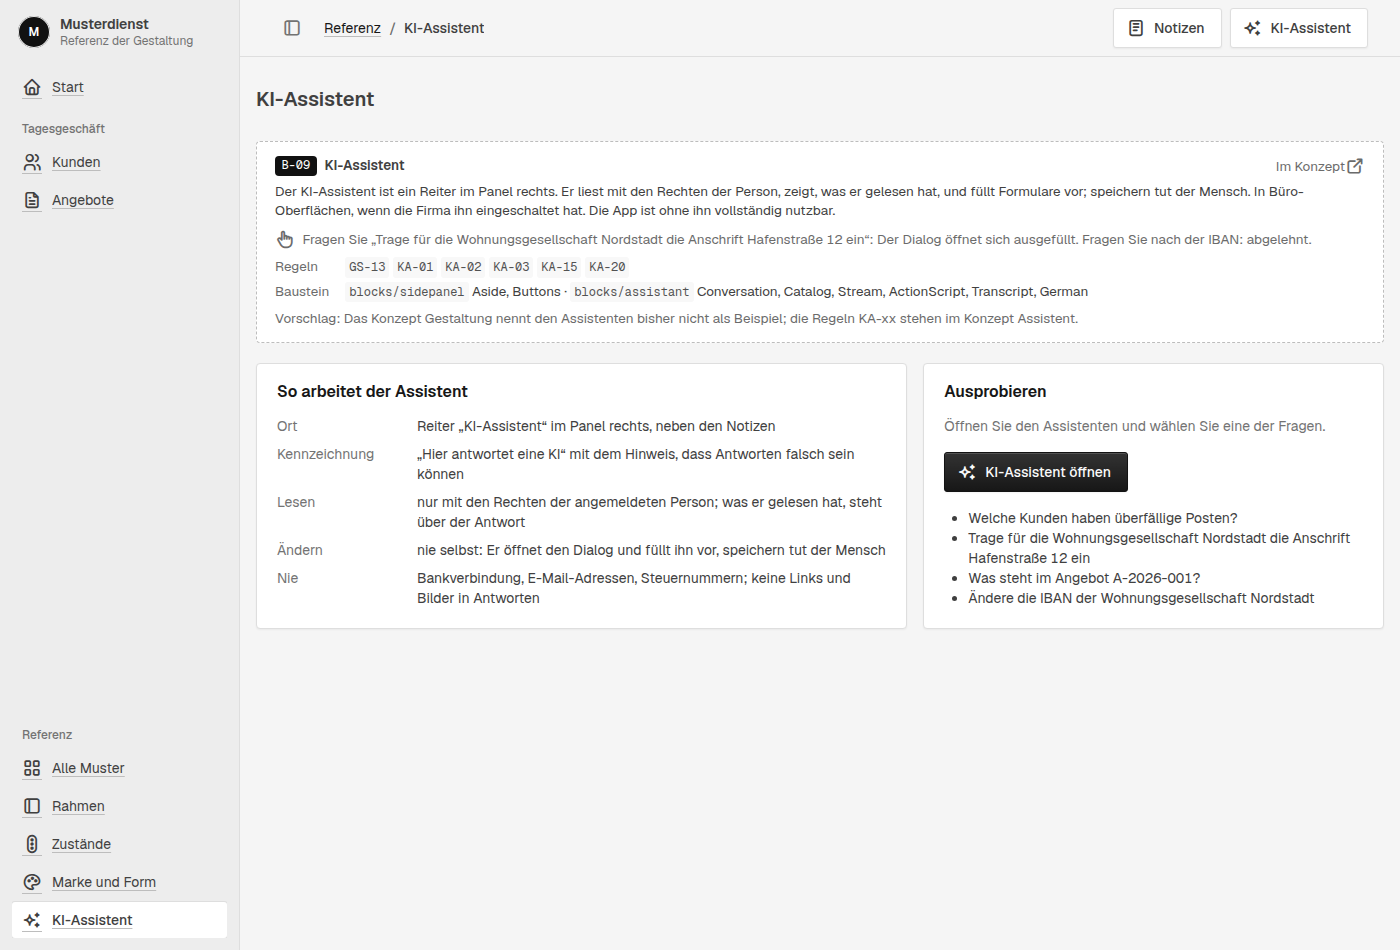 M
Musterdienst
Referenz der Gestaltung
Start
Tagesgeschäft
Kunden
Angebote
Referenz
Alle Muster
Rahmen
Zustände
Marke und Form
KI-Assistent
Referenz / KI-Assistent
Notizen
KI-Assistent
KI-Assistent
B-09 KI-Assistent
Im Konzept
Der KI-Assistent ist ein Reiter im Panel rechts. Er liest mit den Rechten der Person, zeigt, was er gelesen hat, und füllt Formulare vor; speichern tut der Mensch. In Büro-
Oberflächen, wenn die Firma ihn eingeschaltet hat. Die App ist ohne ihn vollständig nutzbar.
Fragen Sie „Trage für die Wohnungsgesellschaft Nordstadt die Anschrift Hafenstraße 12 ein“: Der Dialog öffnet sich ausgefüllt. Fragen Sie nach der IBAN: abgelehnt.
Regeln GS-13 KA-01 KA-02 KA-03 KA-15 KA-20
Baustein blocks/sidepanel Aside, Buttons · blocks/assistant Conversation, Catalog, Stream, ActionScript, Transcript, German
Vorschlag: Das Konzept Gestaltung nennt den Assistenten bisher nicht als Beispiel; die Regeln KA-xx stehen im Konzept Assistent.
So arbeitet der Assistent
Ort Reiter „KI-Assistent“ im Panel rechts, neben den Notizen
Kennzeichnung „Hier antwortet eine KI“ mit dem Hinweis, dass Antworten falsch sein
können
Lesen nur mit den Rechten der angemeldeten Person; was er gelesen hat, steht
über der Antwort
Ändern nie selbst: Er öffnet den Dialog und füllt ihn vor, speichern tut der Mensch
Nie Bankverbindung, E-Mail-Adressen, Steuernummern; keine Links und
Bilder in Antworten
Ausprobieren
Öffnen Sie den Assistenten und wählen Sie eine der Fragen.
KI-Assistent öffnen
• Welche Kunden haben überfällige Posten?
• Trage für die Wohnungsgesellschaft Nordstadt die Anschrift
Hafenstraße 12 ein
• Was steht im Angebot A-2026-001?
• Ändere die IBAN der Wohnungsgesellschaft Nordstadt